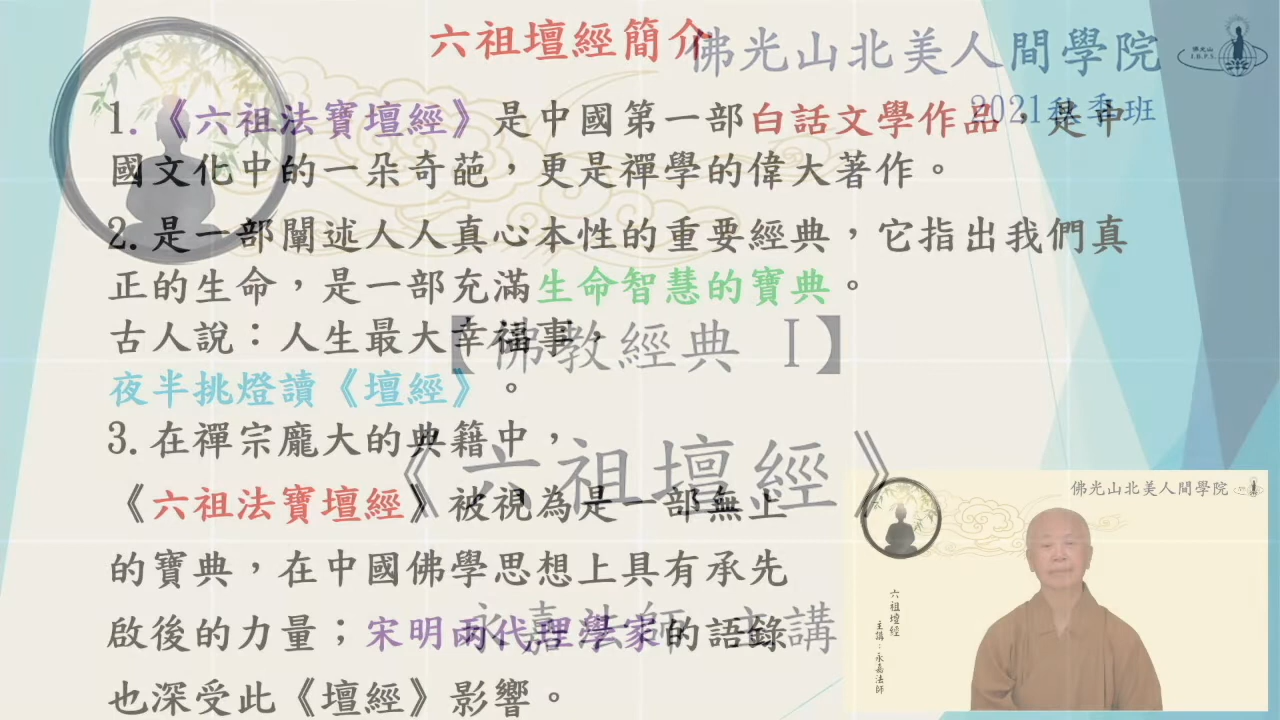 六祖壇經簡介
佛光山北美人間學院
佛光山
I.B.P.S.
2021秋季班
1.《六祖法寶壇經》是中國第一部白話文學作品，是中
國文化中的一朵奇葩，更是禪學的偉大著作。
2.是一部闡述人人真心本性的重要經典，它指出我們真
正的生命，是一部充滿生命智慧的寶典。
古人說：人生最大幸福事，
【佛教經典 I】
夜半挑燈讀《壇經》。
3.在禪宗龐大的典籍中，
《六祖壇經》
《六祖法寶壇經》被視為是一部無上
的寶典，在中國佛學思想上具有承先
啟後的力量；宋明兩代理學家的語錄
永嘉法師 主講
也深受此《壇經》影響。
佛光山北美人間學院
六祖壇經
主講：永嘉法師